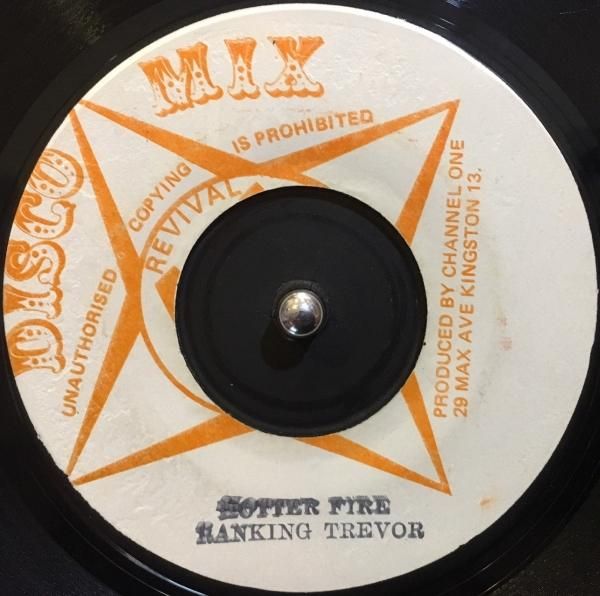 DISCO MIX
UNAUTHORISED COPYING IS PROHIBITED
REVIVAL
PRODUCED BY CHANNEL ONE
29 MAX AVE KINGSTON 13.
HOTTER FIRE
RANKING TREVOR